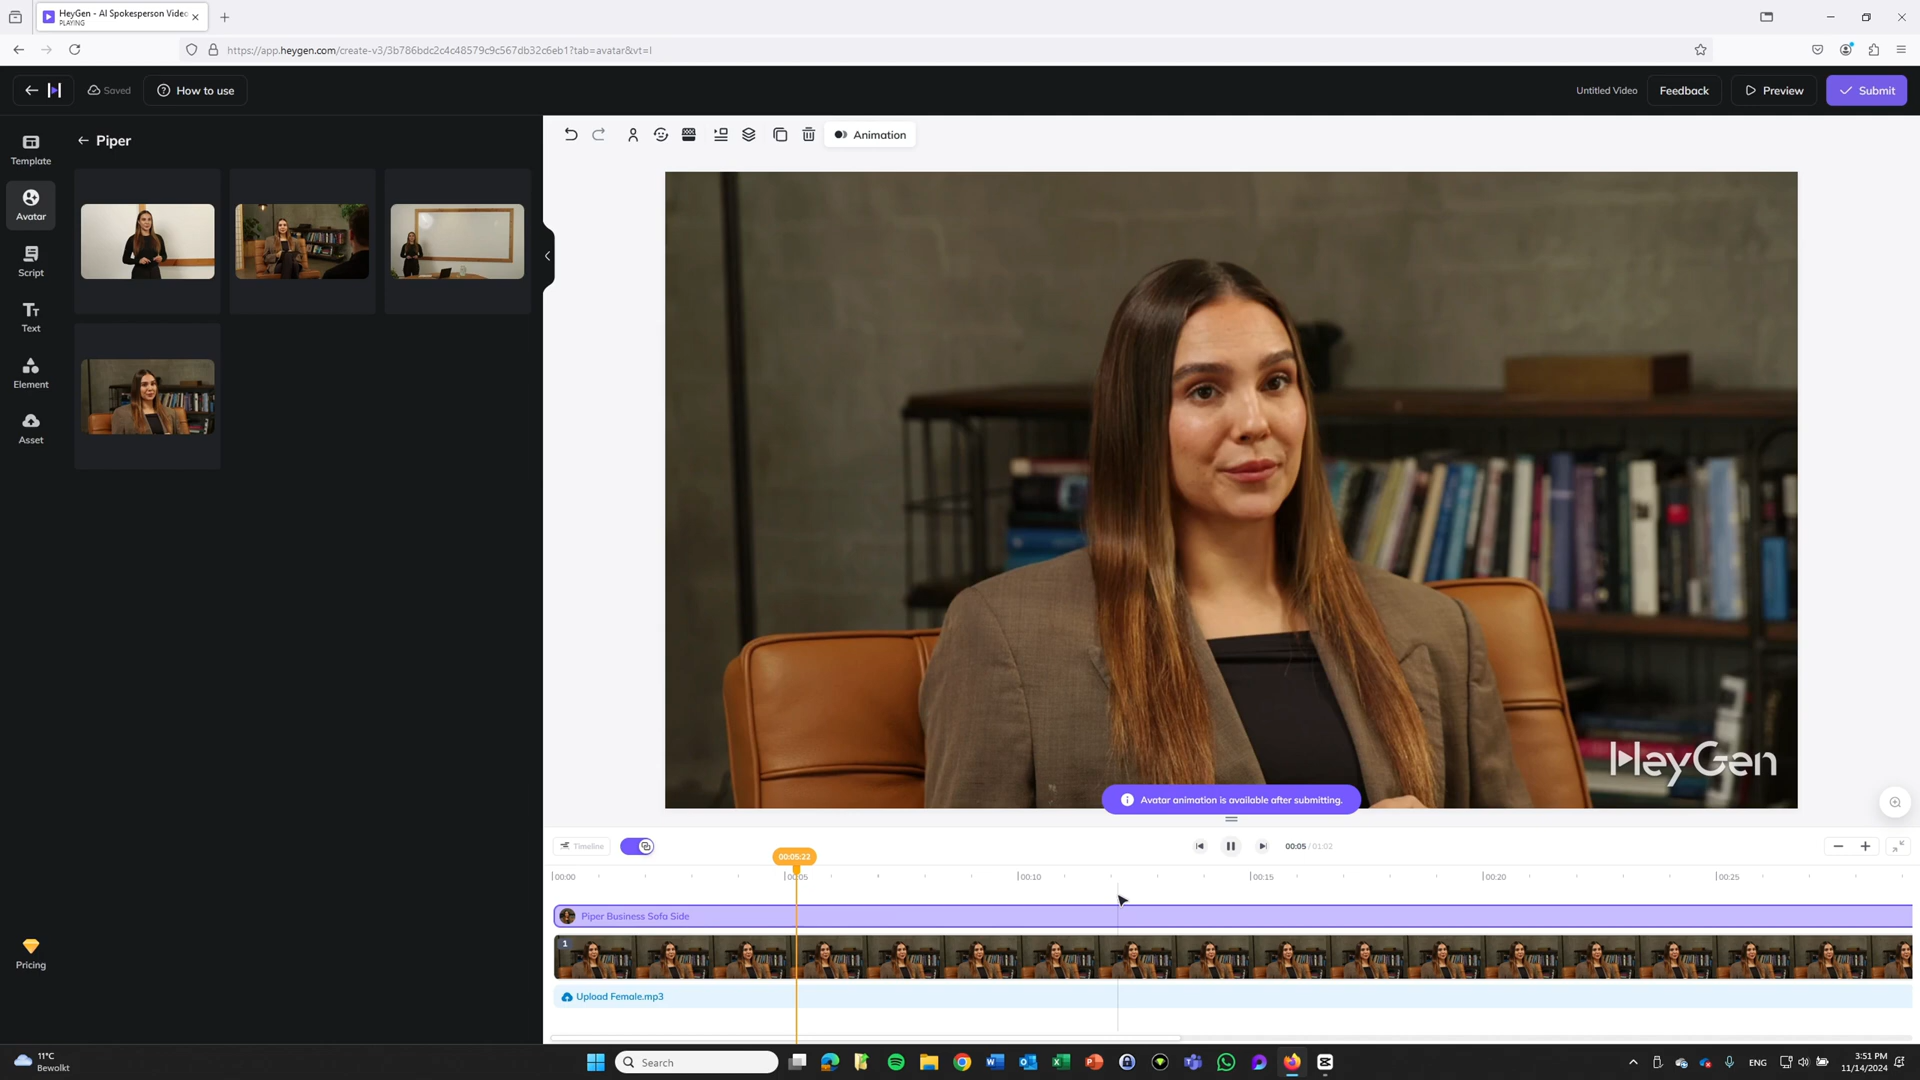 HeyGen - AI Spokesperson Video
PLAYING
https://app.heygen.com/create-v3/3b786bdc2c4c48579c9c567db32c6eb1?tab=avatar&vt=l
Saved
How to use
Untitled Video
Feedback
Preview
Submit
Template
Avatar
Script
Text
Element
Asset
Pricing
Piper
Animation
HeyGen
Avatar animation is available after submitting.
Timeline
00:05 / 01:02
00:05:22
00:00
00:05
00:10
00:15
00:20
00:25
Piper Business Sofa Side
1
Upload Female.mp3
11°C
Bewolkt
Search
ENG
3:51 PM
11/14/2024